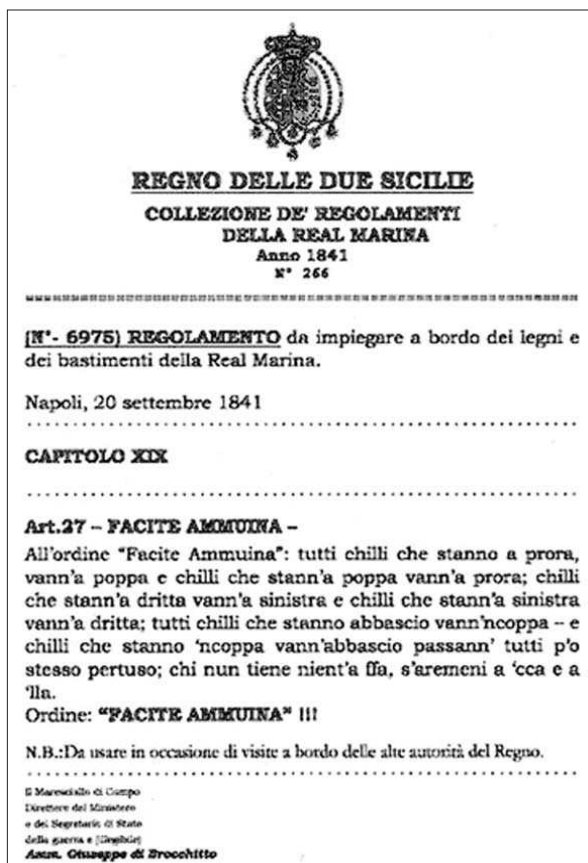 REGNO DELLE DUE SICILIE
COLLEZIONE DE' REGOLAMENTI
DELLA REAL MARINA
Anno 1841
N° 266
(N°- 6975) REGOLAMENTO da impiegare a bordo dei legni e
dei bastimenti della Real Marina.
Napoli, 20 settembre 1841
CAPITOLO XIX
Art.27 – FACITE AMMUINA –
All'ordine "Facite Ammuina": tutti chilli che stanno a prora,
vann'a poppa e chilli che stann'a poppa vann'a prora; chilli
che stann'a dritta vann'a sinistra e chilli che stann'a sinistra
vann'a dritta; tutti chilli che stanno abbascio vann'ncoppa – e
chilli che stanno 'ncoppa vann'abbascio passann' tutti p'o
stesso pertuso; chi nun tiene nient'a ffa, s'aremeni a 'cca e a
'lla.
Ordine: "FACITE AMMUINA" !!!
N.B.:Da usare in occasione di visite a bordo delle alte autorità del Regno.
Il Maresciallo di Campo
Direttore del Ministero
e del Segretario di Stato
della guerra e (illegibile)
Amm. Giuseppe di Brocchitto